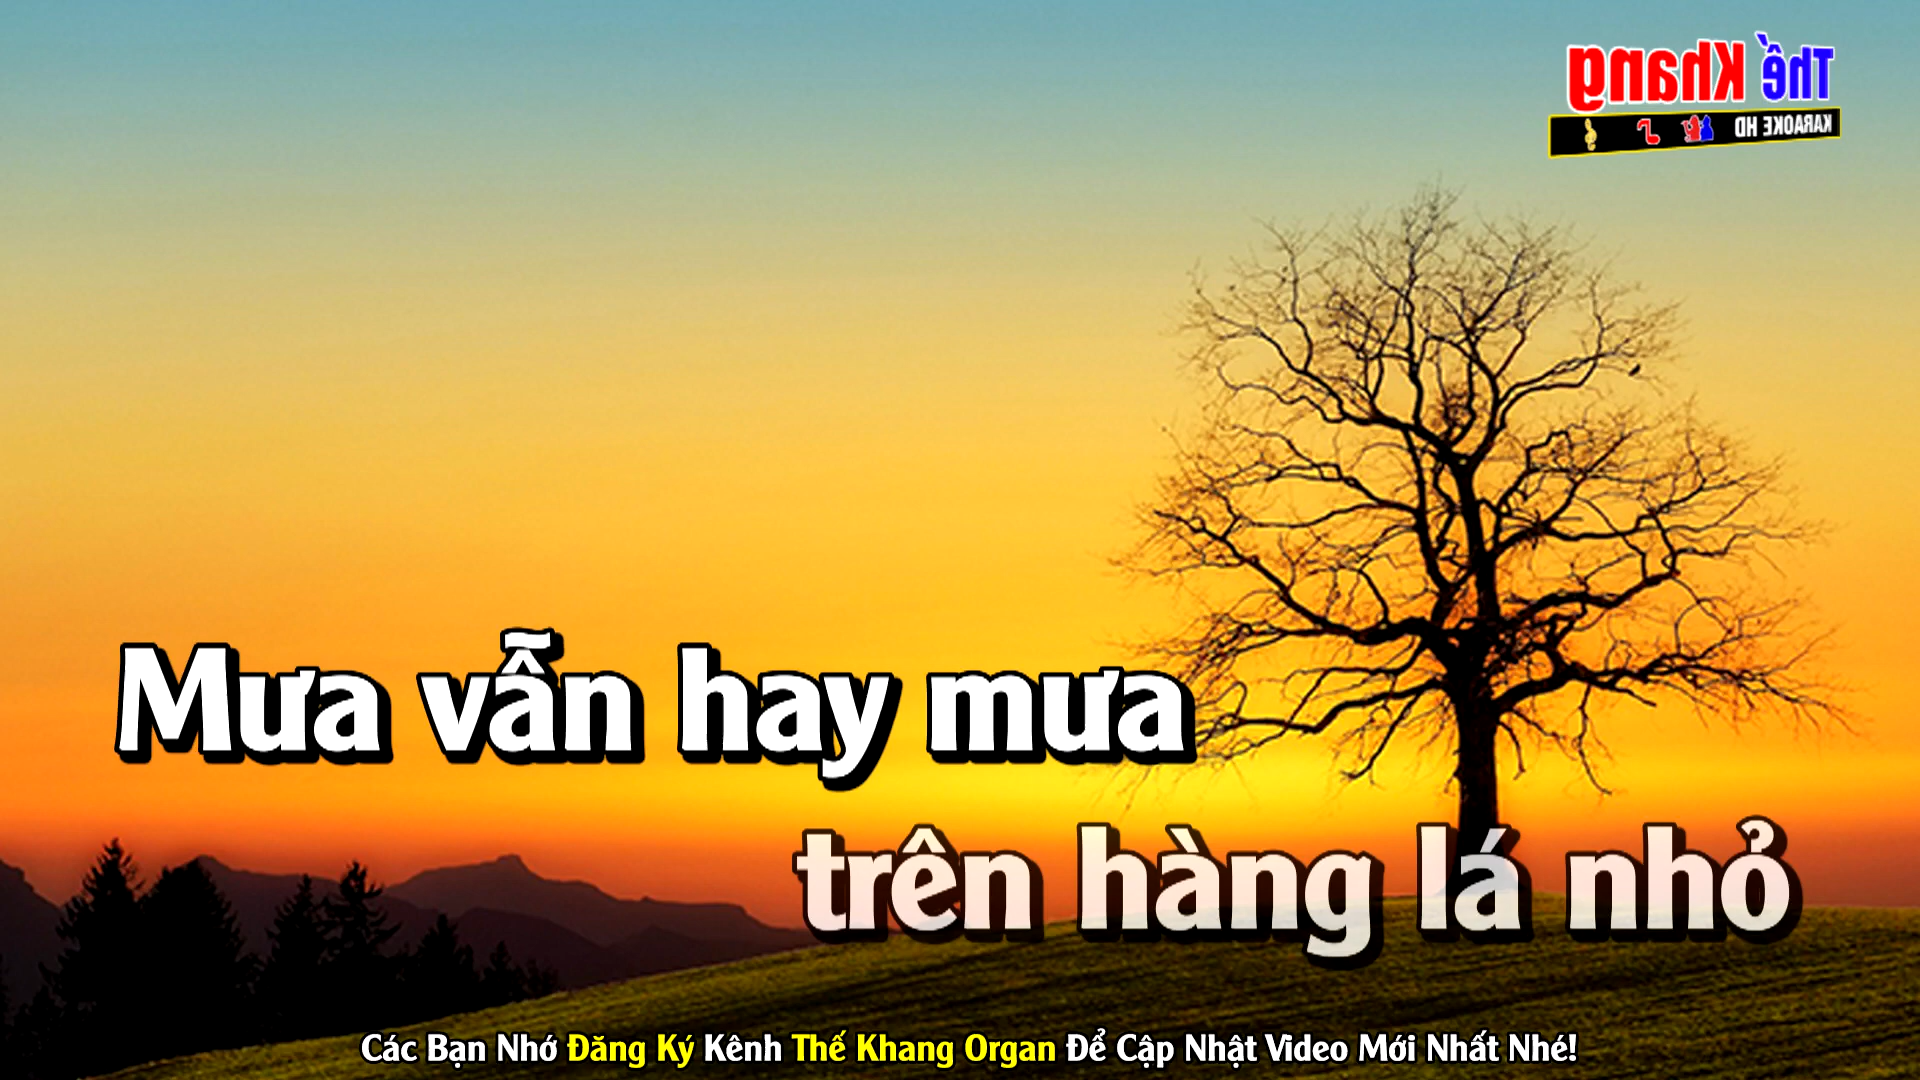 Thế Khang
KARAOKE HD
Mưa vẫn hay mưa
trên hàng lá nhỏ
Các Bạn Nhớ Đăng Ký Kênh Thế Khang Organ Để Cập Nhật Video Mới Nhất Nhé!